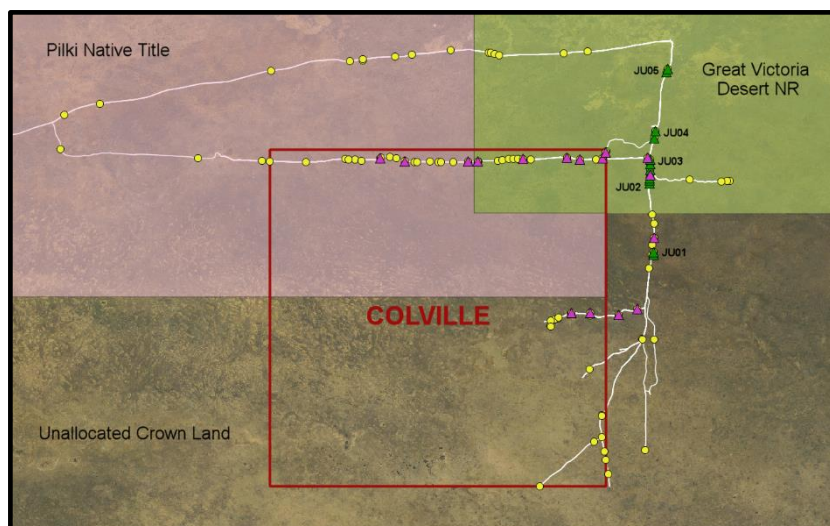 Pilki Native Title
Great Victoria
Desert NR
JU05
JU04
JU03
JU02
JU01
COLVILLE
Unallocated Crown Land